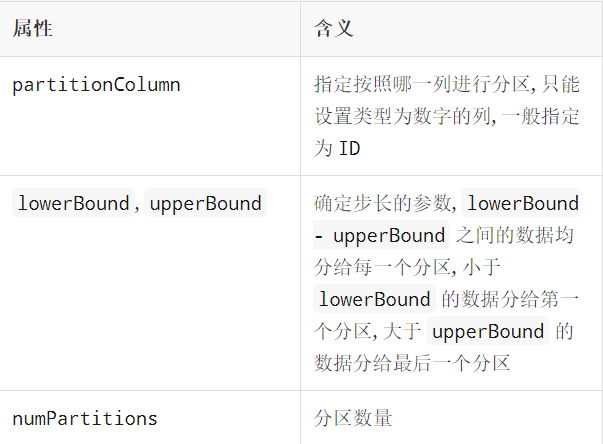 属性 含义
partitionColumn 指定按照哪一列进行分区, 只能
设置类型为数字的列, 一般指定
为 ID
lowerBound, upperBound 确定步长的参数, lowerBound
- upperBound 之间的数据均
分给每一个分区, 小于
lowerBound 的数据分给第一
个分区, 大于 upperBound 的
数据分给最后一个分区
numPartitions 分区数量